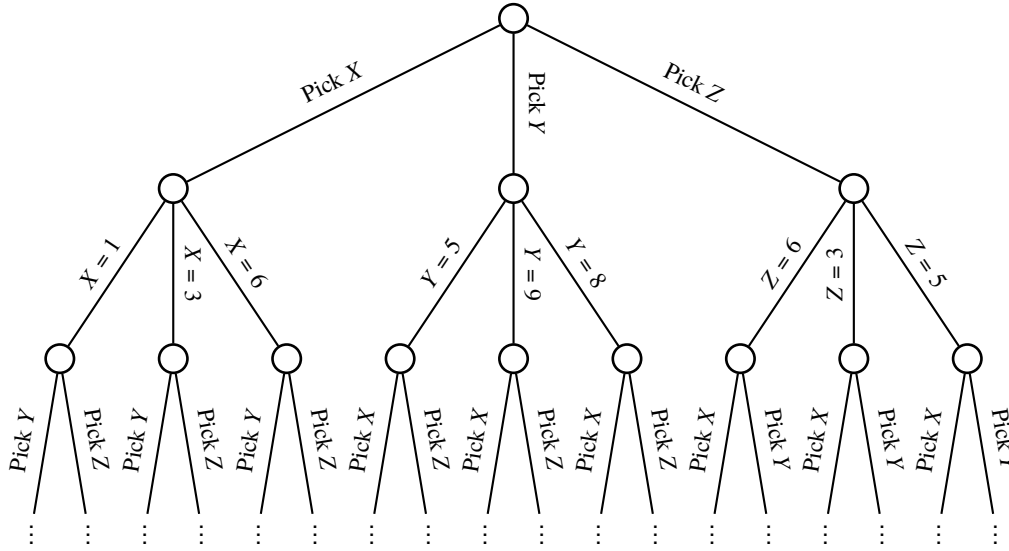 Pick X
Pick Y
Pick Z
X = 1
X = 3
X = 6
Y = 5
Y = 9
Y = 8
Z = 6
Z = 3
Z = 5
Pick Y
Pick Z
Pick Y
Pick Z
Pick Y
Pick Z
Pick X
Pick Z
Pick X
Pick Z
Pick X
Pick Z
Pick X
Pick Y
Pick X
Pick Y
Pick X
Pick